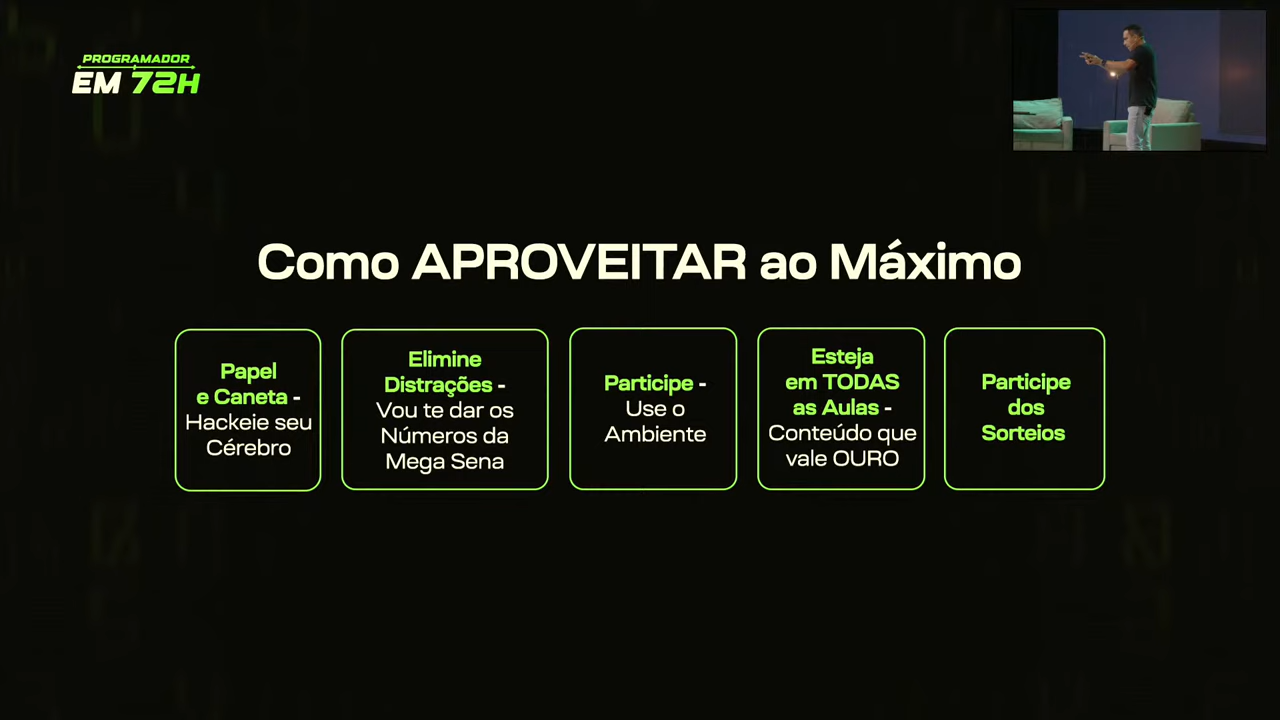 PROGRAMADOR
EM 72H
Como APROVEITAR ao Máximo
Papel
e Caneta -
Hackeie seu
Cérebro
Elimine
Distrações -
Vou te dar os
Números da
Mega Sena
Participe -
Use o
Ambiente
Esteja
em TODAS
as Aulas -
Conteúdo que
vale OURO
Participe
dos
Sorteios